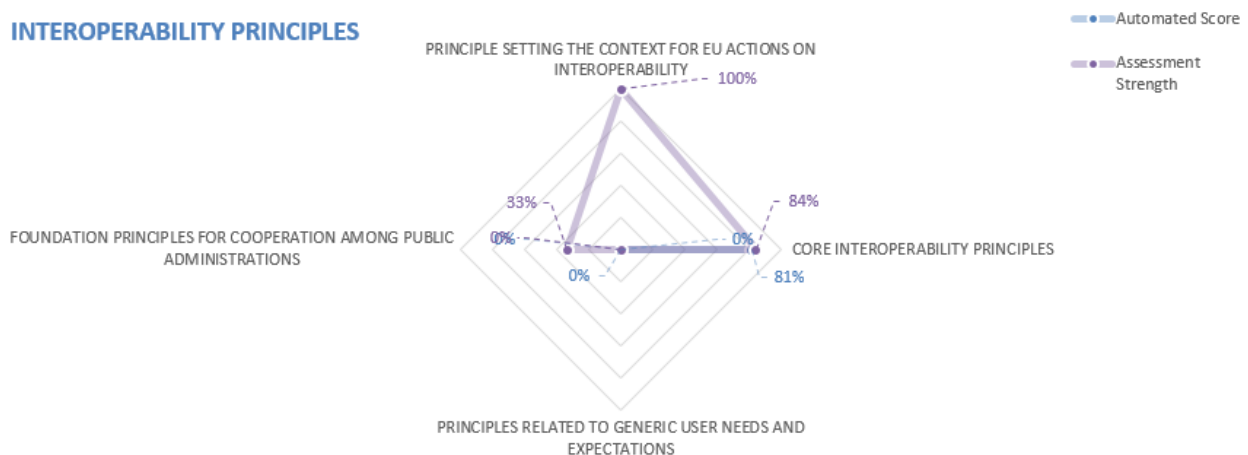 INTEROPERABILITY PRINCIPLES
Automated Score
Assessment
Strength
PRINCIPLE SETTING THE CONTEXT FOR EU ACTIONS ON
INTEROPERABILITY
100%
33%
84%
0%
0%
0%
FOUNDATION PRINCIPLES FOR COOPERATION AMONG PUBLIC
ADMINISTRATIONS
CORE INTEROPERABILITY PRINCIPLES
0%
81%
PRINCIPLES RELATED TO GENERIC USER NEEDS AND
EXPECTATIONS